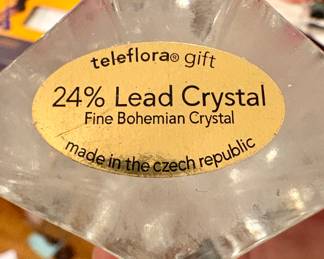 teleflora® gift
24% Lead Crystal
Fine Bohemian Crystal
made in the czech republic